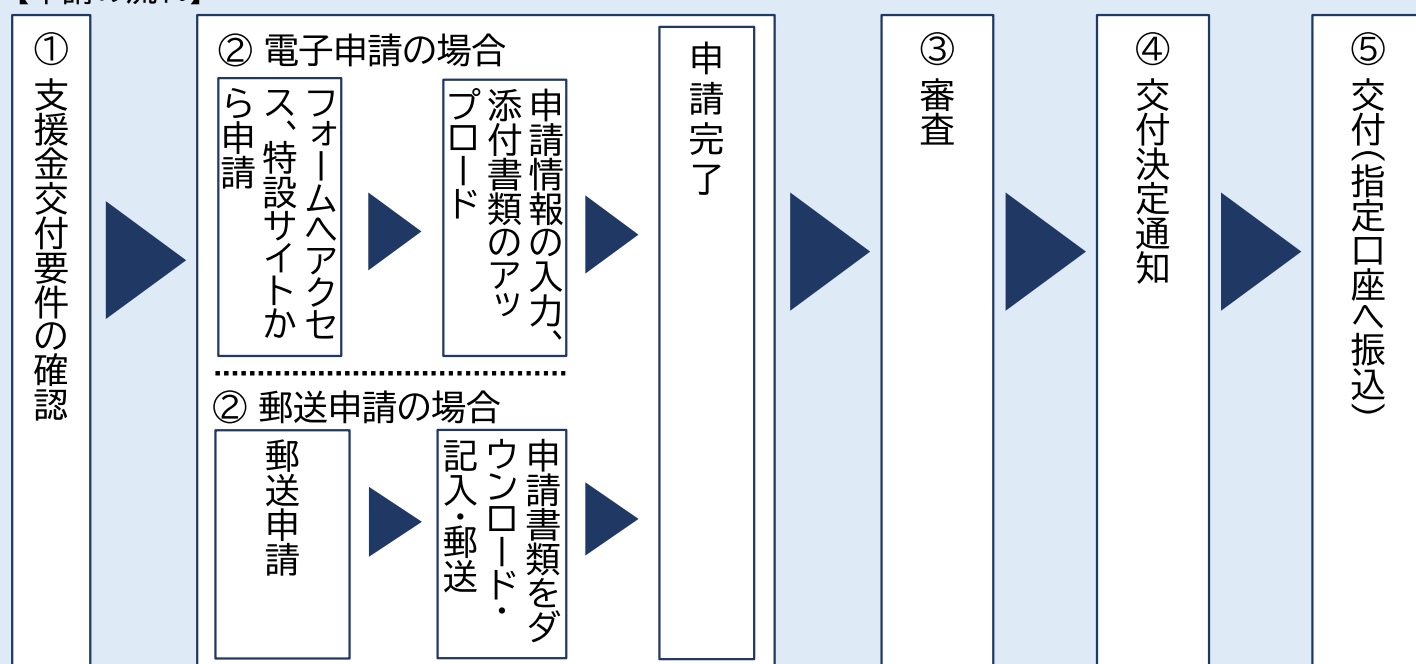 ① 支援金交付要件の確認
② 電子申請の場合
フォームへアクセ
ス、特設サイトか
ら申請
申請情報の入力、
添付書類のアッ
プロード
② 郵送申請の場合
郵送申請
申請書類をダ
ウンロード・
記入・郵送
申請完了
③ 審査
④ 交付決定通知
⑤ 交付(指定口座へ振込)